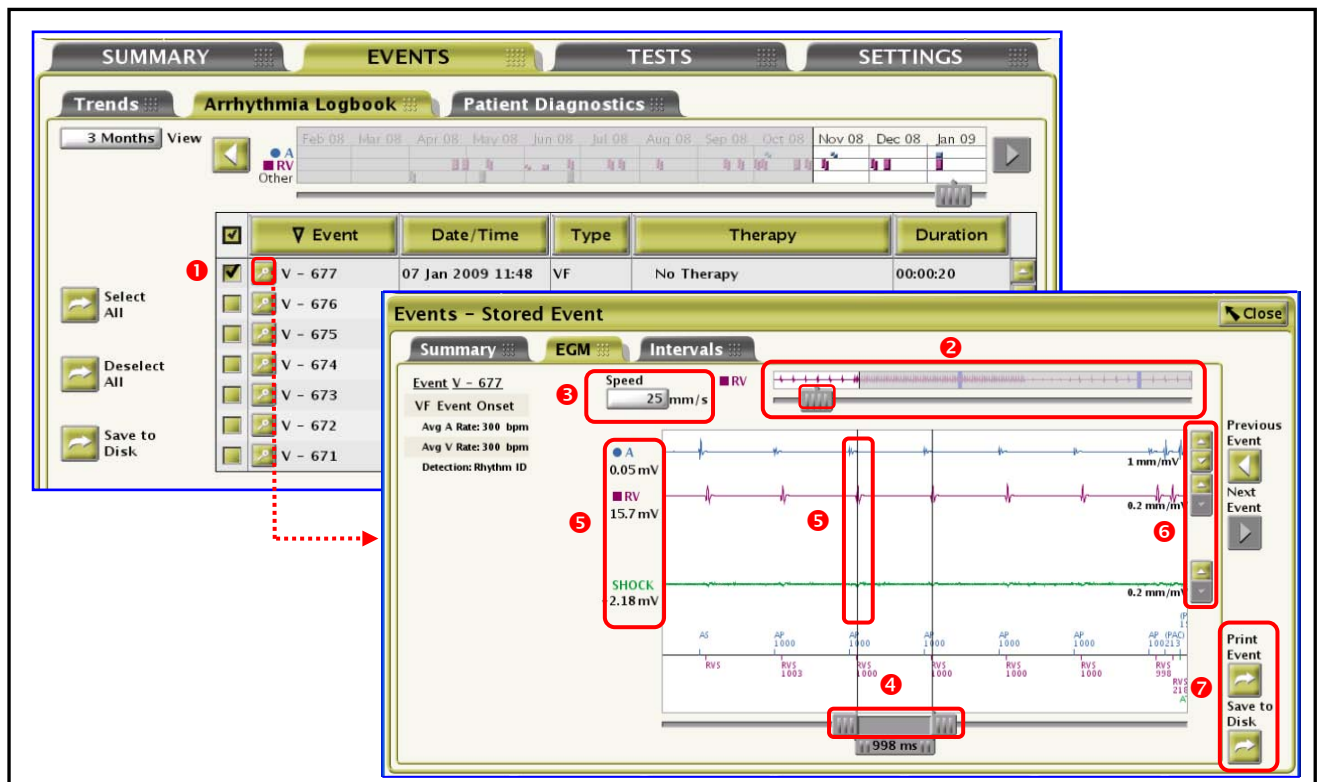 SUMMARY EVENTS TESTS SETTINGS
Trends Arrhythmia Logbook Patient Diagnostics
3 Months View
Feb 08 Mar 08 Apr 08 May 08 Jun 08 Jul 08 Aug 08 Sep 08 Oct 08 Nov 08 Dec 08 Jan 09
A
RV
Other
Event Date/Time Type Therapy Duration
1 V - 677 07 Jan 2009 11:48 VF No Therapy 00:00:20
V - 676
V - 675
V - 674
V - 673
V - 672
V - 671
Select
All
Deselect
All
Save to
Disk
Events - Stored Event Close
Summary EGM Intervals
2
Event V - 677
VF Event Onset
Avg A Rate: 300 bpm
Avg V Rate: 300 bpm
Detection: Rhythm ID
3
Speed
25 mm/s
RV
5
A
0.05 mV
RV
15.7 mV
SHOCK
-2.18 mV
5
1 mm/mV
0.2 mm/mV
0.2 mm/mV
6
Previous
Event
Next
Event
AS AP AP AP AP AP AP (PAC)
1000 1000 1000 1000 1000 100213
RVS RVS RVS RVS RVS RVS RVS
1003 1000 1000 1000 1000 998
RVS
218
4
998 ms
7
Print
Event
Save to
Disk